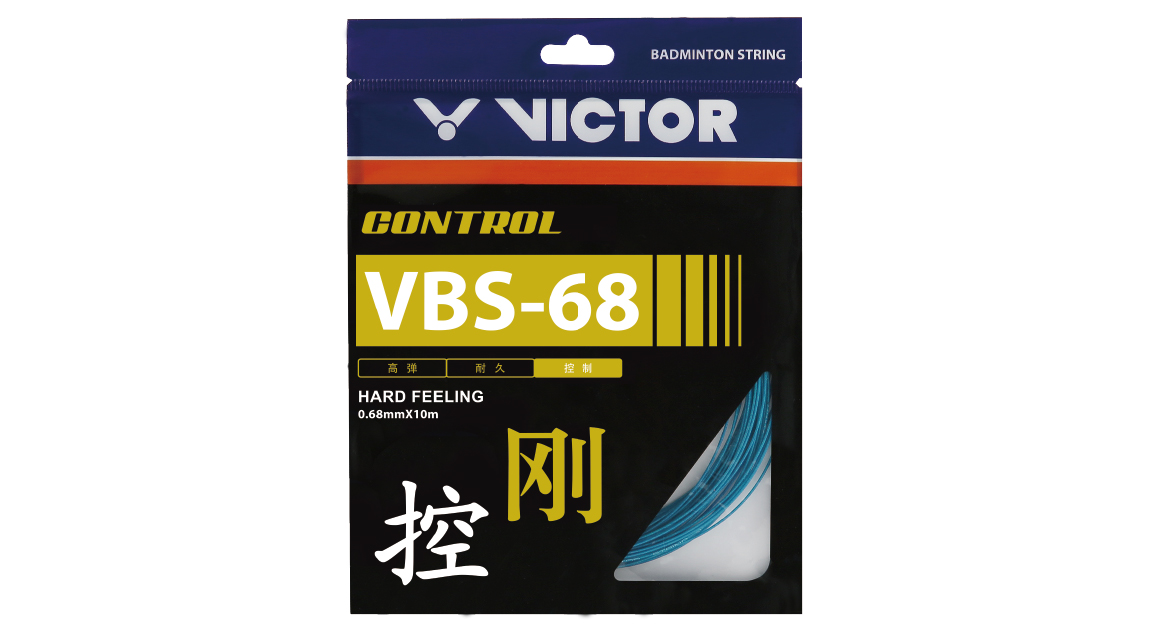 BADMINTON STRING
VICTOR
CONTROL
VBS-68
高弹 耐久 控制
HARD FEELING
0.68mmX10m
刚
控